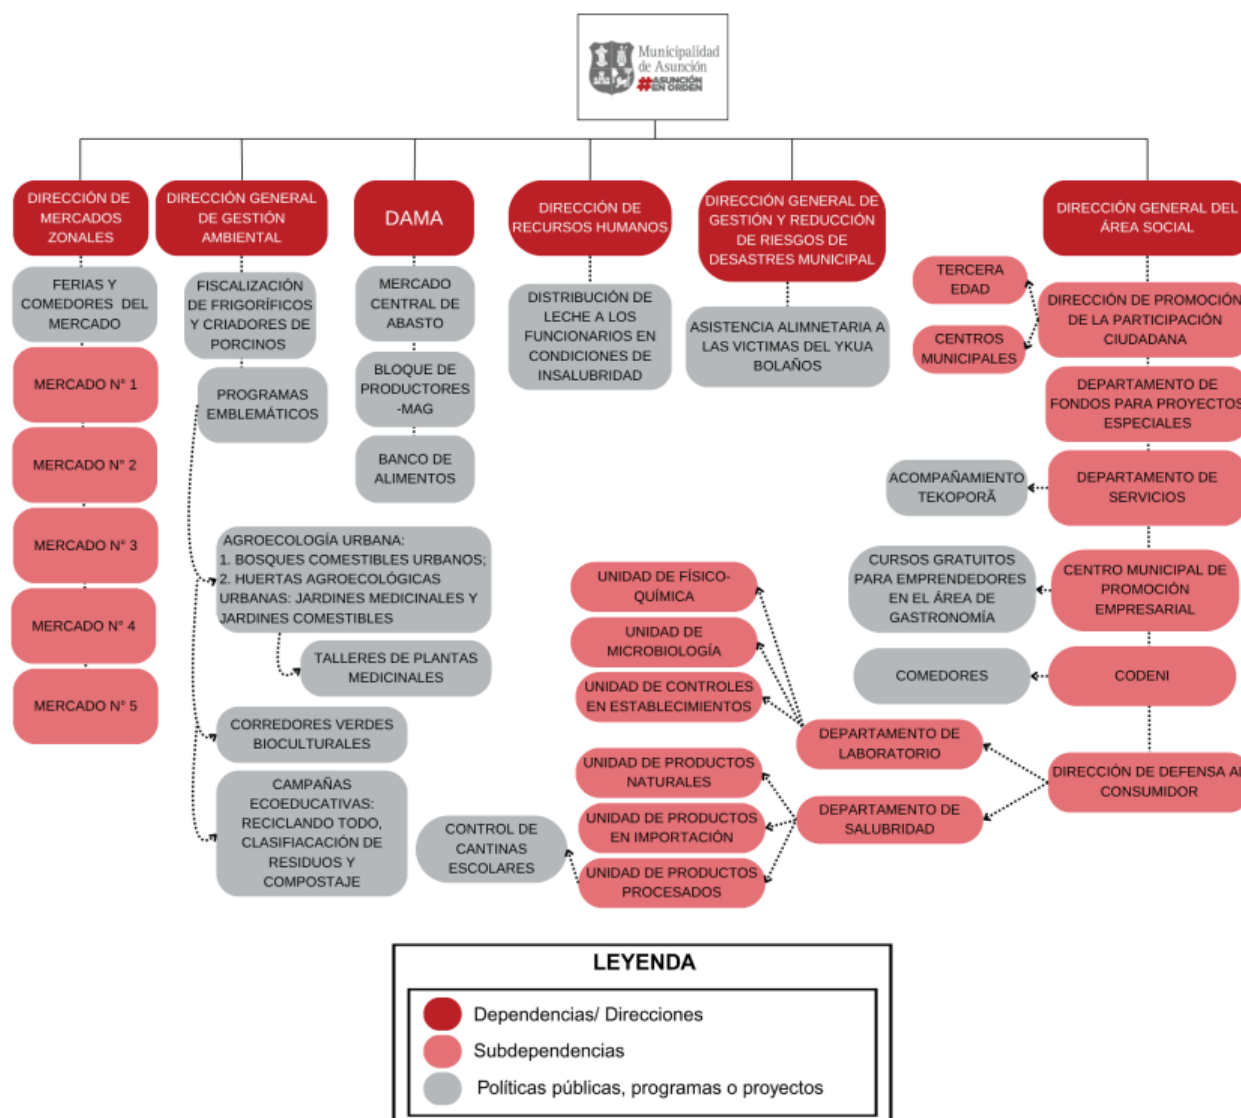 Municipalidad
de Asunción
#ASUNCIÓN
EN ORDEN
DIRECCIÓN DE
MERCADOS
ZONALES
FERIAS Y
COMEDORES DEL
MERCADO
MERCADO N° 1
MERCADO N° 2
MERCADO N° 3
MERCADO N° 4
MERCADO N° 5
DIRECCIÓN GENERAL
DE GESTIÓN
AMBIENTAL
FISCALIZACIÓN
DE FRIGORÍFICOS
Y CRIADORES DE
PORCINOS
PROGRAMAS
EMBLEMÁTICOS
AGROECOLOGÍA URBANA:
1. BOSQUES COMESTIBLES URBANOS;
2. HUERTAS AGROECOLÓGICAS
URBANAS: JARDINES MEDICINALES Y
JARDINES COMESTIBLES
TALLERES DE PLANTAS
MEDICINALES
CORREDORES VERDES
BIOCULTURALES
CAMPAÑAS
ECOEDUCATIVAS:
RECICLANDO TODO,
CLASIFIACACIÓN DE
RESIDUOS Y
COMPOSTAJE
DAMA
MERCADO
CENTRAL DE
ABASTO
BLOQUE DE
PRODUCTORES
-MAG
BANCO DE
ALIMENTOS
DIRECCIÓN DE
RECURSOS HUMANOS
DISTRIBUCIÓN DE
LECHE A LOS
FUNCIONARIOS EN
CONDICIONES DE
INSALUBRIDAD
DIRECCIÓN GENERAL DE
GESTIÓN Y REDUCCIÓN
DE RIESGOS DE
DESASTRES MUNICIPAL
ASISTENCIA ALIMNETARIA A
LAS VICTIMAS DEL YKUA
BOLAÑOS
DIRECCIÓN GENERAL DEL
ÁREA SOCIAL
TERCERA
EDAD
CENTROS
MUNICIPALES
DIRECCIÓN DE PROMOCIÓN
DE LA PARTICIPACIÓN
CIUDADANA
DEPARTAMENTO DE
FONDOS PARA PROYECTOS
ESPECIALES
ACOMPAÑAMIENTO
TEKOPORÃ
DEPARTAMENTO DE
SERVICIOS
CURSOS GRATUITOS
PARA EMPRENDEDORES
EN EL ÁREA DE
GASTRONOMÍA
CENTRO MUNICIPAL DE
PROMOCIÓN
EMPRESARIAL
COMEDORES
CODENI
DIRECCIÓN DE DEFENSA AL
CONSUMIDOR
DEPARTAMENTO DE
LABORATORIO
DEPARTAMENTO DE
SALUBRIDAD
UNIDAD DE FÍSICO-
QUÍMICA
UNIDAD DE
MICROBIOLOGÍA
UNIDAD DE CONTROLES
EN ESTABLECIMIENTOS
UNIDAD DE PRODUCTOS
NATURALES
UNIDAD DE PRODUCTOS
EN IMPORTACIÓN
UNIDAD DE PRODUCTOS
PROCESADOS
CONTROL DE
CANTINAS
ESCOLARES
LEYENDA
Dependencias/ Direcciones
Subdependencias
Políticas públicas, programas o proyectos